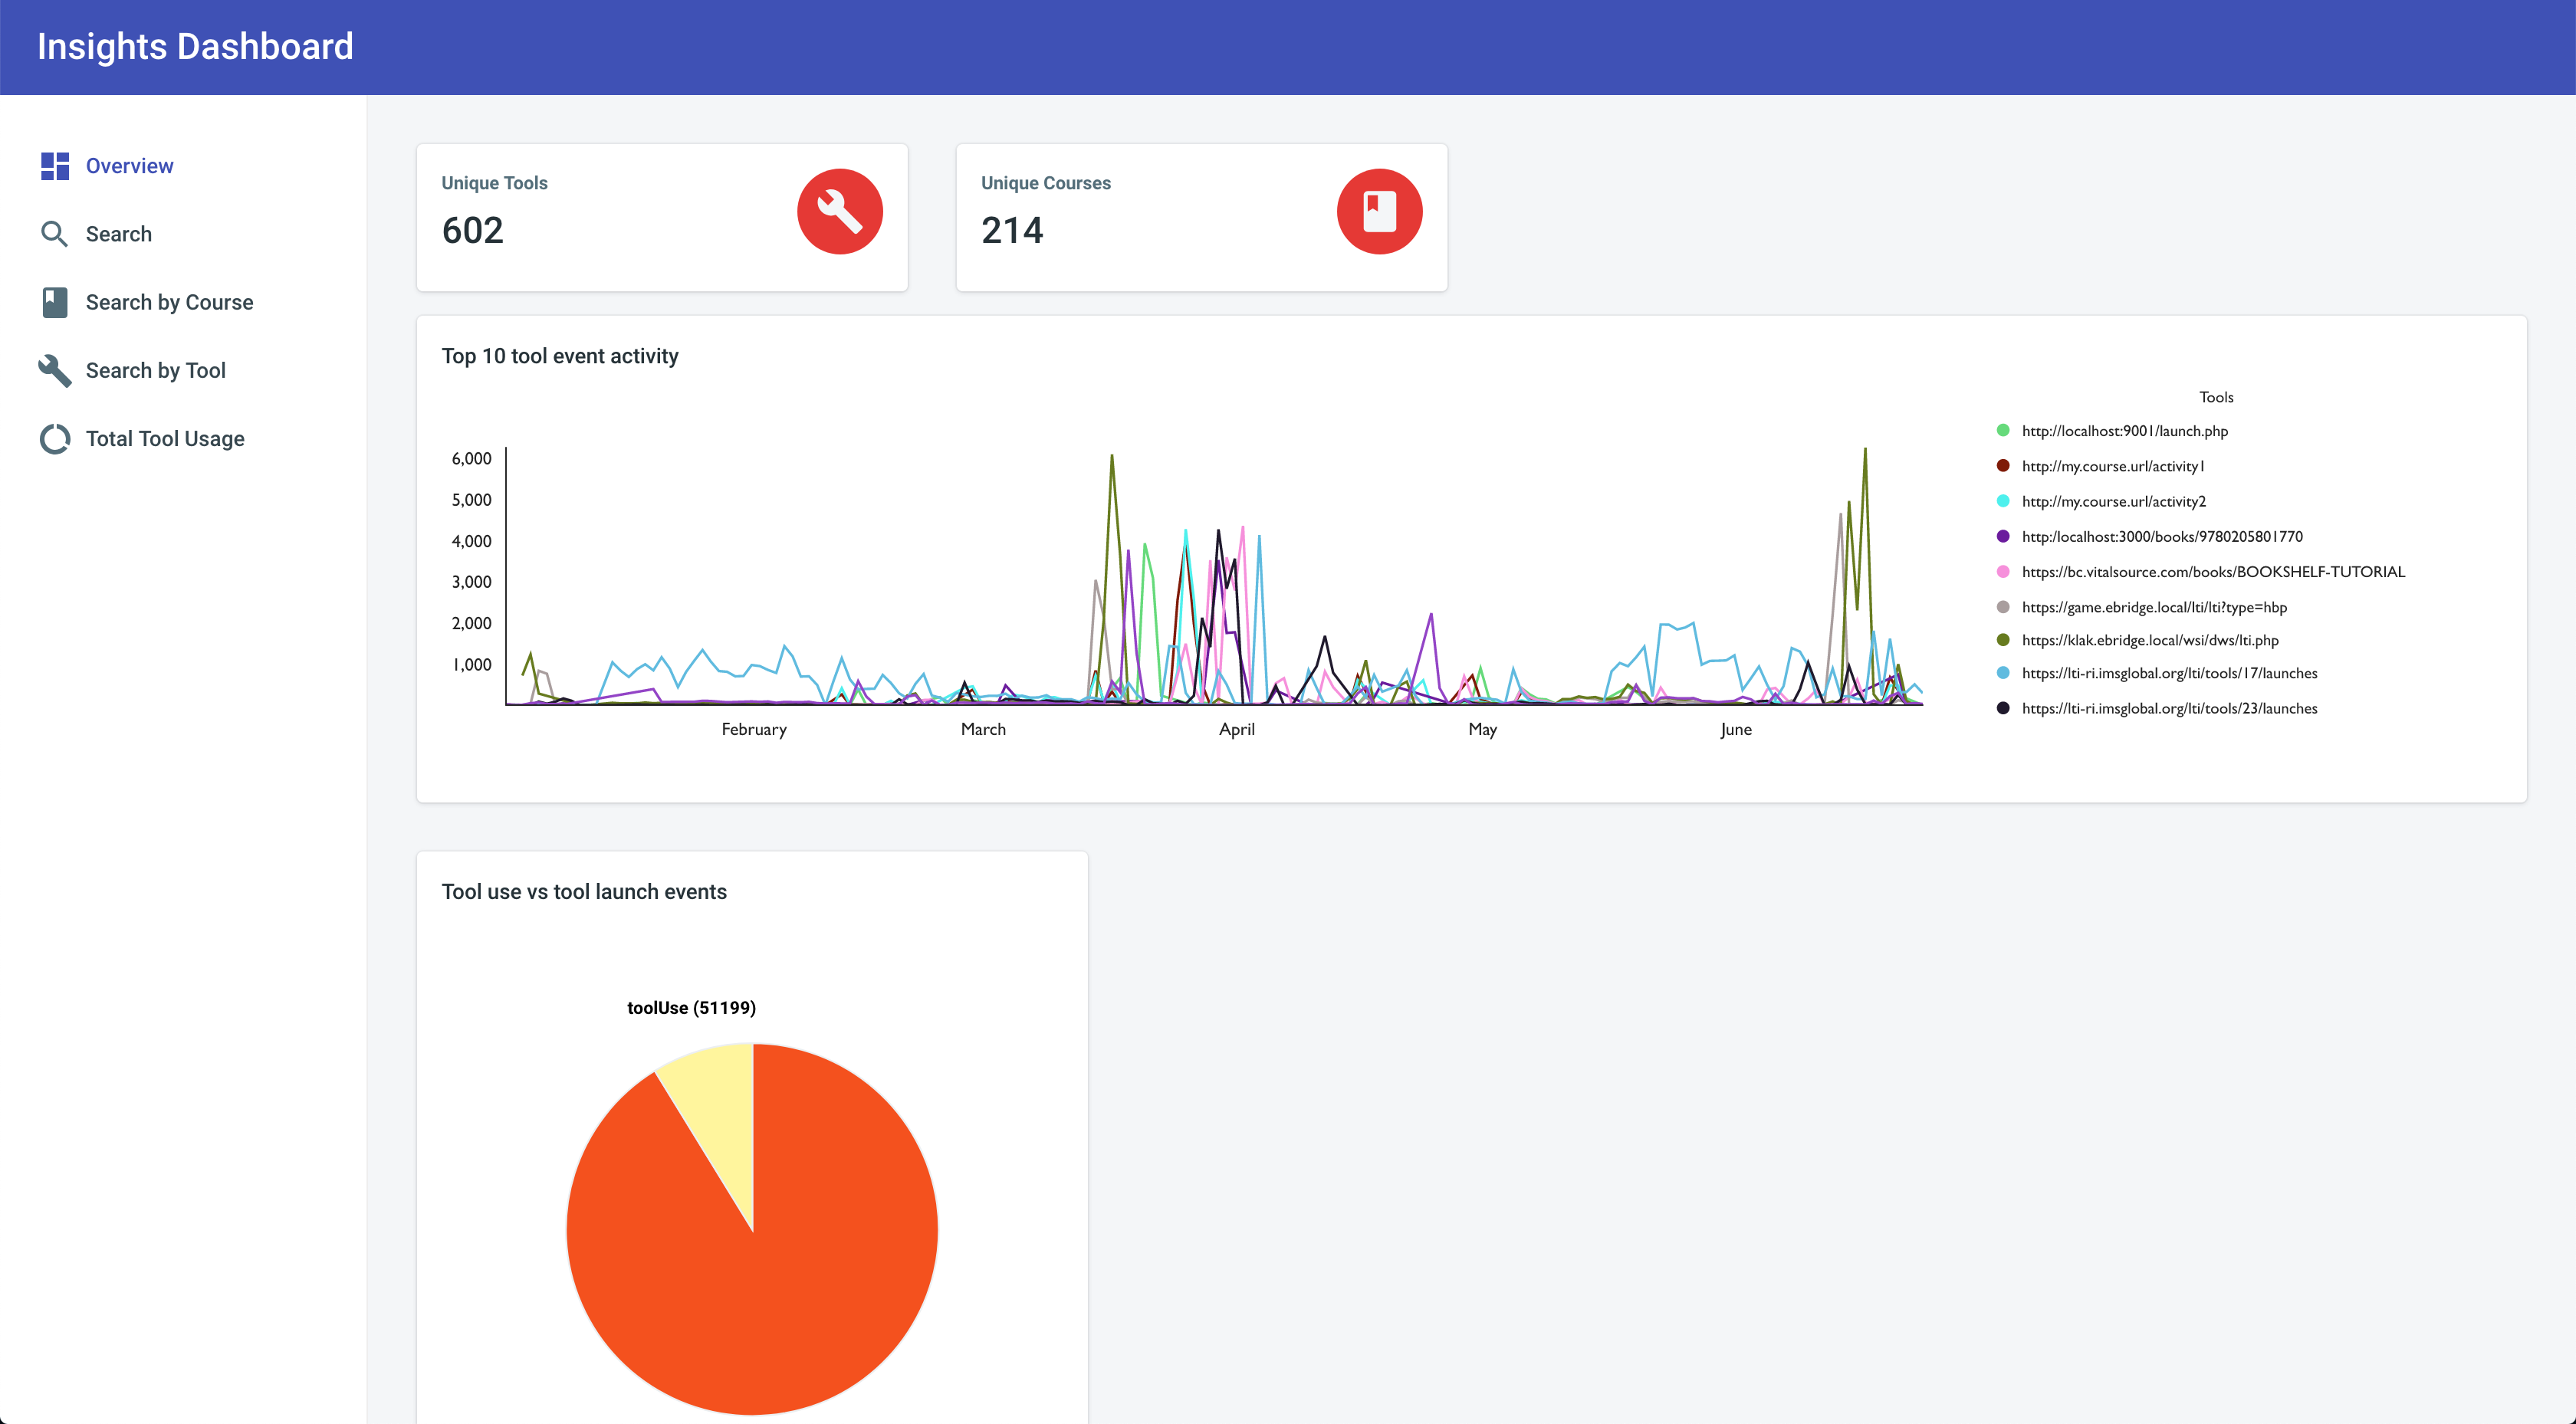 Insights Dashboard
Overview
Search
Search by Course
Search by Tool
Total Tool Usage
Unique Tools
602
Unique Courses
214
Top 10 tool event activity
6,000
5,000
4,000
3,000
2,000
1,000
February March April May June
Tools
http://localhost:9001/launch.php
http://my.course.url/activity1
http://my.course.url/activity2
http:/localhost:3000/books/9780205801770
https://bc.vitalsource.com/books/BOOKSHELF-TUTORIAL
https://game.ebridge.local/lti/lti?type=hbp
https://klak.ebridge.local/wsi/dws/lti.php
https://lti-ri.imsglobal.org/lti/tools/17/launches
https://lti-ri.imsglobal.org/lti/tools/23/launches
Tool use vs tool launch events
toolUse (51199)